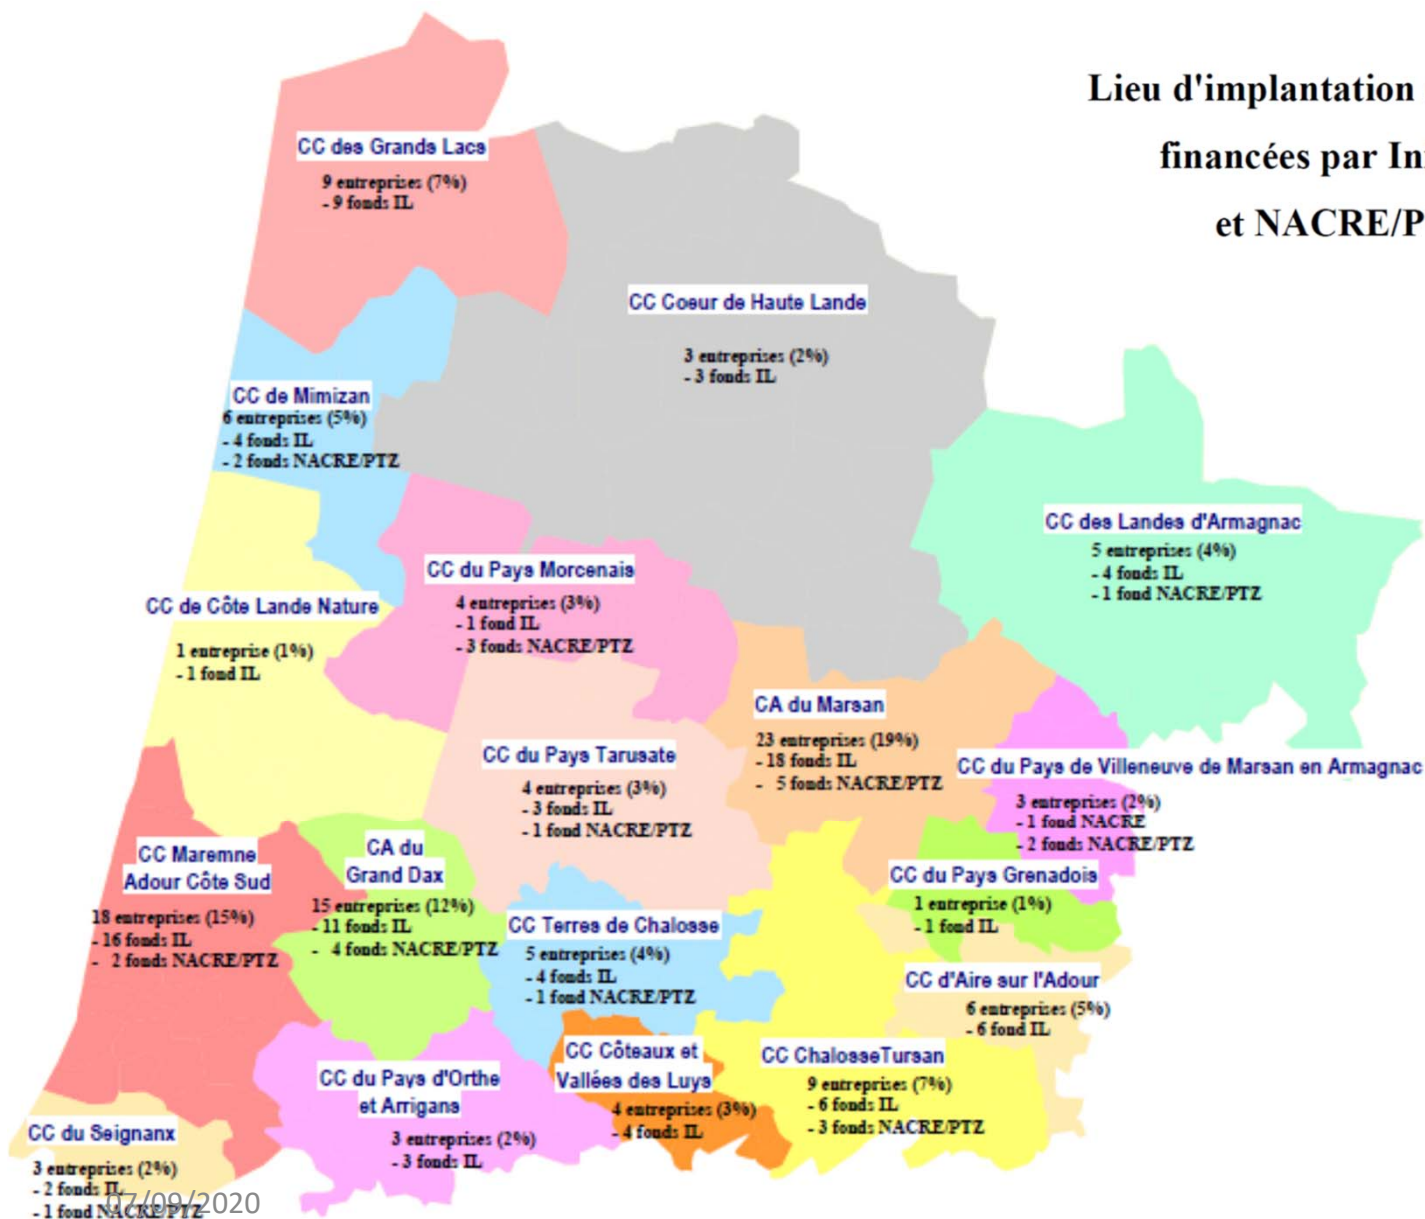 Lieu d'implantation
financées par In
et NACRE/P
CC des Grands Lacs
9 entreprises (7%)
- 9 fonds IL
CC Coeur de Haute Lande
3 entreprises (2%)
- 3 fonds IL
CC de Mimizan
6 entreprises (5%)
- 4 fonds IL
- 2 fonds NACRE/PTZ
CC des Landes d'Armagnac
5 entreprises (4%)
- 4 fonds IL
- 1 fond NACRE/PTZ
CC du Pays Morcenais
4 entreprises (3%)
- 1 fond IL
- 3 fonds NACRE/PTZ
CC de Côte Lande Nature
1 entreprise (1%)
- 1 fond IL
CA du Marsan
23 entreprises (19%)
- 18 fonds IL
- 5 fonds NACRE/PTZ
CC du Pays Tarusate
4 entreprises (3%)
- 3 fonds IL
- 1 fond NACRE/PTZ
CC du Pays de Villeneuve de Marsan en Armagnac
3 entreprises (2%)
- 1 fond NACRE
- 2 fonds NACRE/PTZ
CC Maremne
Adour Côte Sud
18 entreprises (15%)
- 16 fonds IL
- 2 fonds NACRE/PTZ
CA du
Grand Dax
15 entreprises (12%)
- 11 fonds IL
- 4 fonds NACRE/PTZ
CC Terres de Chalosse
5 entreprises (4%)
- 4 fonds IL
- 1 fond NACRE/PTZ
CC du Pays Grenadois
1 entreprise (1%)
- 1 fond IL
CC d'Aire sur l'Adour
6 entreprises (5%)
- 6 fond IL
CC Côteaux et
Vallées des Luys
4 entreprises (3%)
- 4 fonds IL
CC ChalosseTursan
9 entreprises (7%)
- 6 fonds IL
- 3 fonds NACRE/PTZ
CC du Pays d'Orthe
et Arrigans
3 entreprises (2%)
- 3 fonds IL
CC du Seignanx
3 entreprises (2%)
- 2 fonds IL
- 1 fond NACRE/PTZ
07/09/2020